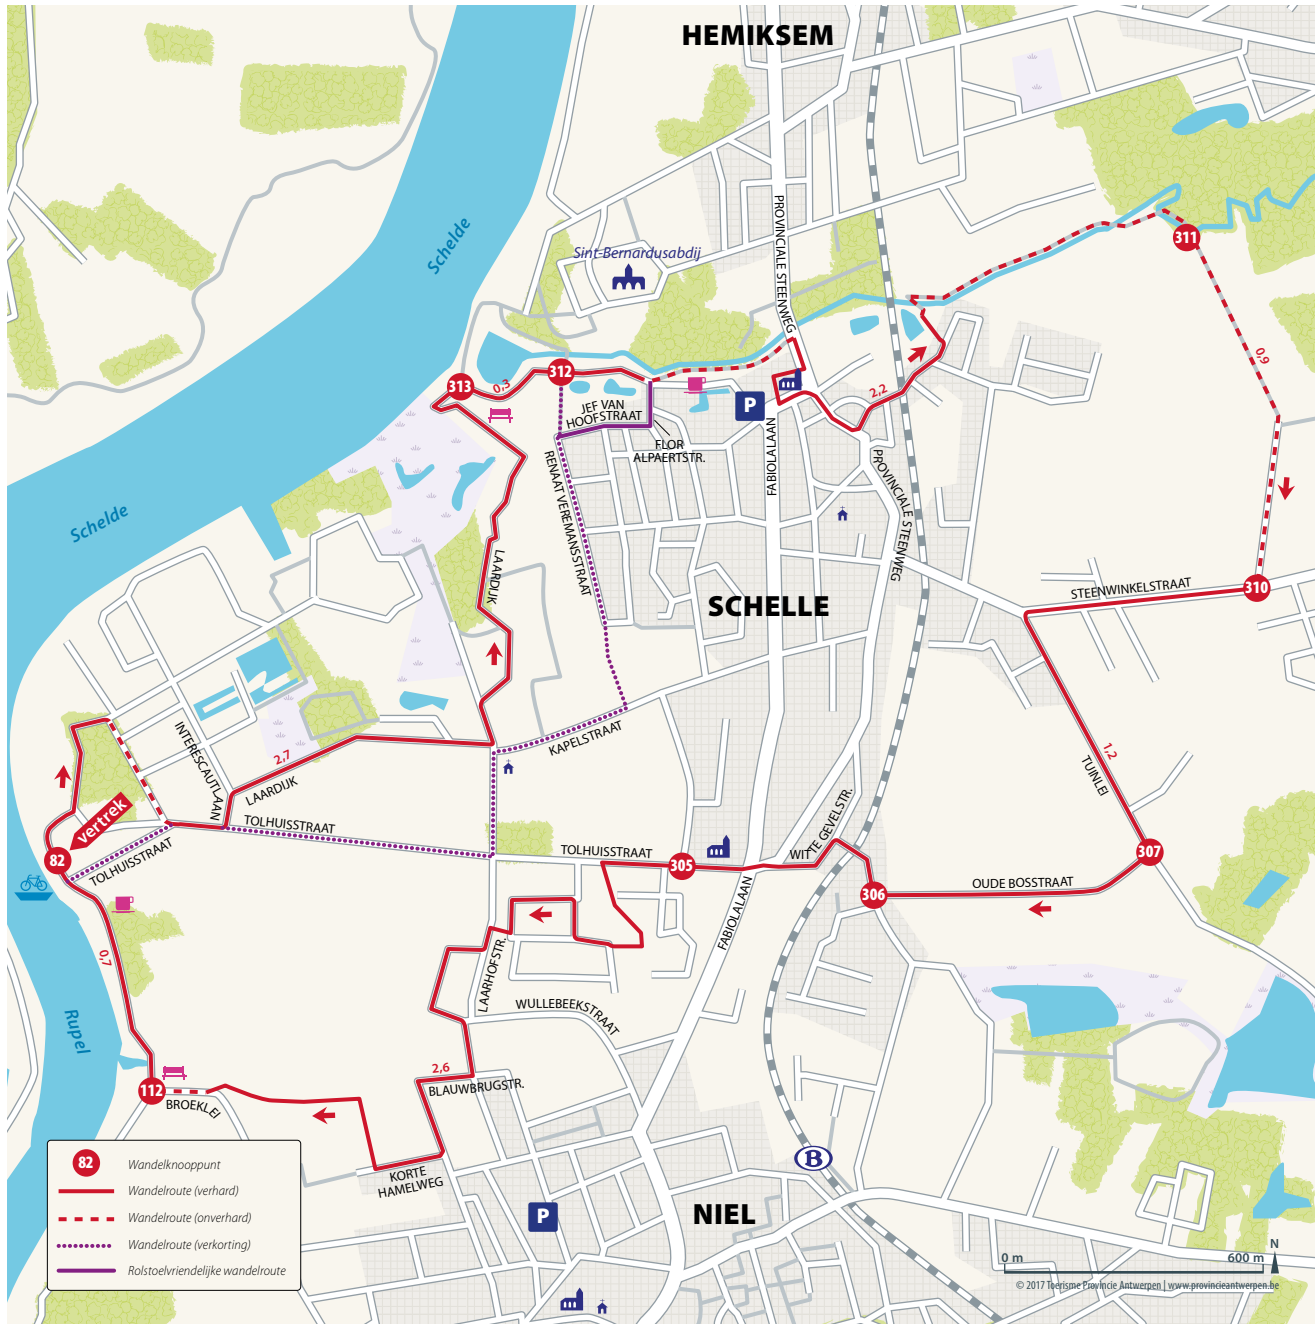 HEMIKSEM
PROVINCIALE STEENWEG
Schelde
Sint-Bernardusabdij
311
312
313
0,3
0,9
JEF VAN
HOOFSTRAAT
P
2,2
FLOR
ALPAERTSTR.
FABIOLALAAN
RENAAT VEREMANSSTRAAT
PROVINCIALE STEENWEG
Schelde
LAARDIJK
SCHELLE
STEENWINKELSTRAAT
310
INTERESCAUTLAAN
2,7
LAARDIJK
KAPELSTRAAT
1,2
TUINLEI
vertrek
TOLHUISSTRAAT
82
TOLHUISSTRAAT
TOLHUISSTRAAT
305
WITTE GEVELSTR.
307
306
OUDE BOSSTRAAT
FABIOLALAAN
0,7
LAARHOFSTR.
WULLEBEEKSTRAAT
Rupel
2,6
BLAUWBRUGSTR.
112
BROEKLEI
KORTE
HAMELWEG
B
P
NIEL
82 Wandelknooppunt
Wandelroute (verhard)
Wandelroute (onverhard)
Wandelroute (verkorting)
Rolstoelvriendelijke wandelroute
N
0 m 600 m
© 2017 Toerisme Provincie Antwerpen | www.provincieantwerpen.be